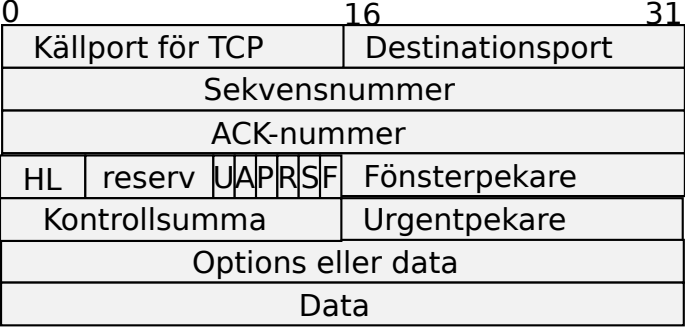 0 16 31
Källport för TCP Destinationsport
Sekvensnummer
ACK-nummer
HL reserv U A P R S F Fönsterpekare
Kontrollsumma Urgentpekare
Options eller data
Data